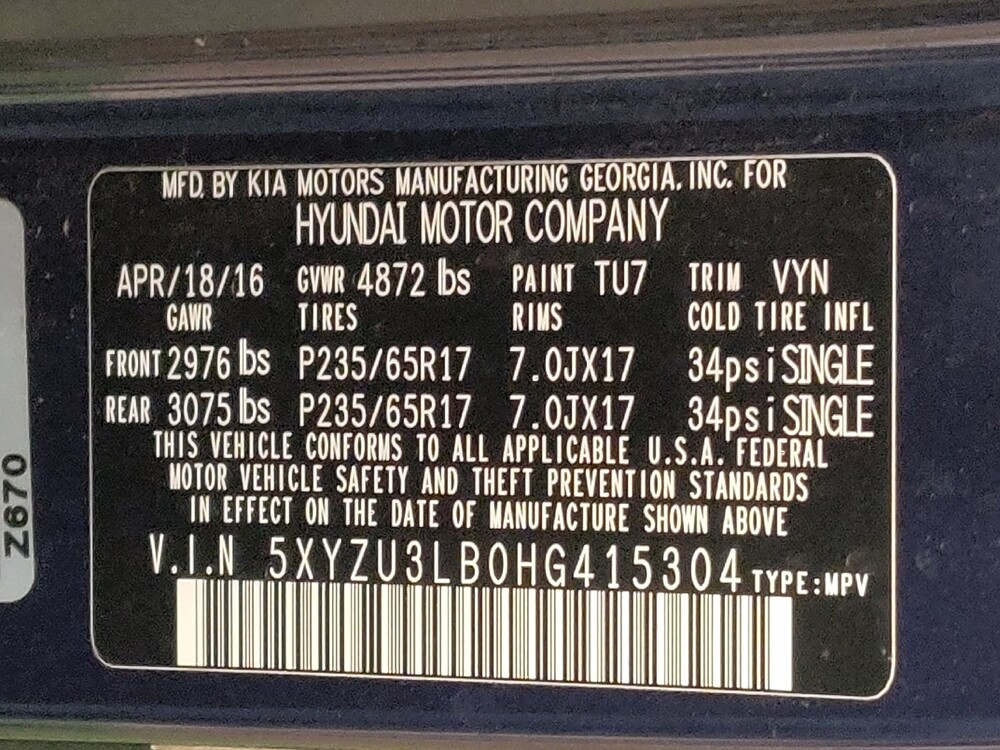 MFD. BY KIA MOTORS MANUFACTURING GEORGIA, INC. FOR
HYUNDAI MOTOR COMPANY
APR/18/16 GVWR 4872 lbs PAINT TU7 TRIM VYN
GAWR TIRES RIMS COLD TIRE INFL
FRONT 2976 lbs P235/65R17 7.0JX17 34psi SINGLE
REAR 3075 lbs P235/65R17 7.0JX17 34psi SINGLE
THIS VEHICLE CONFORMS TO ALL APPLICABLE U.S.A. FEDERAL
MOTOR VEHICLE SAFETY AND THEFT PREVENTION STANDARDS
IN EFFECT ON THE DATE OF MANUFACTURE SHOWN ABOVE
V.I.N 5XYZU3LB0HG415304 TYPE:MPV
Z670